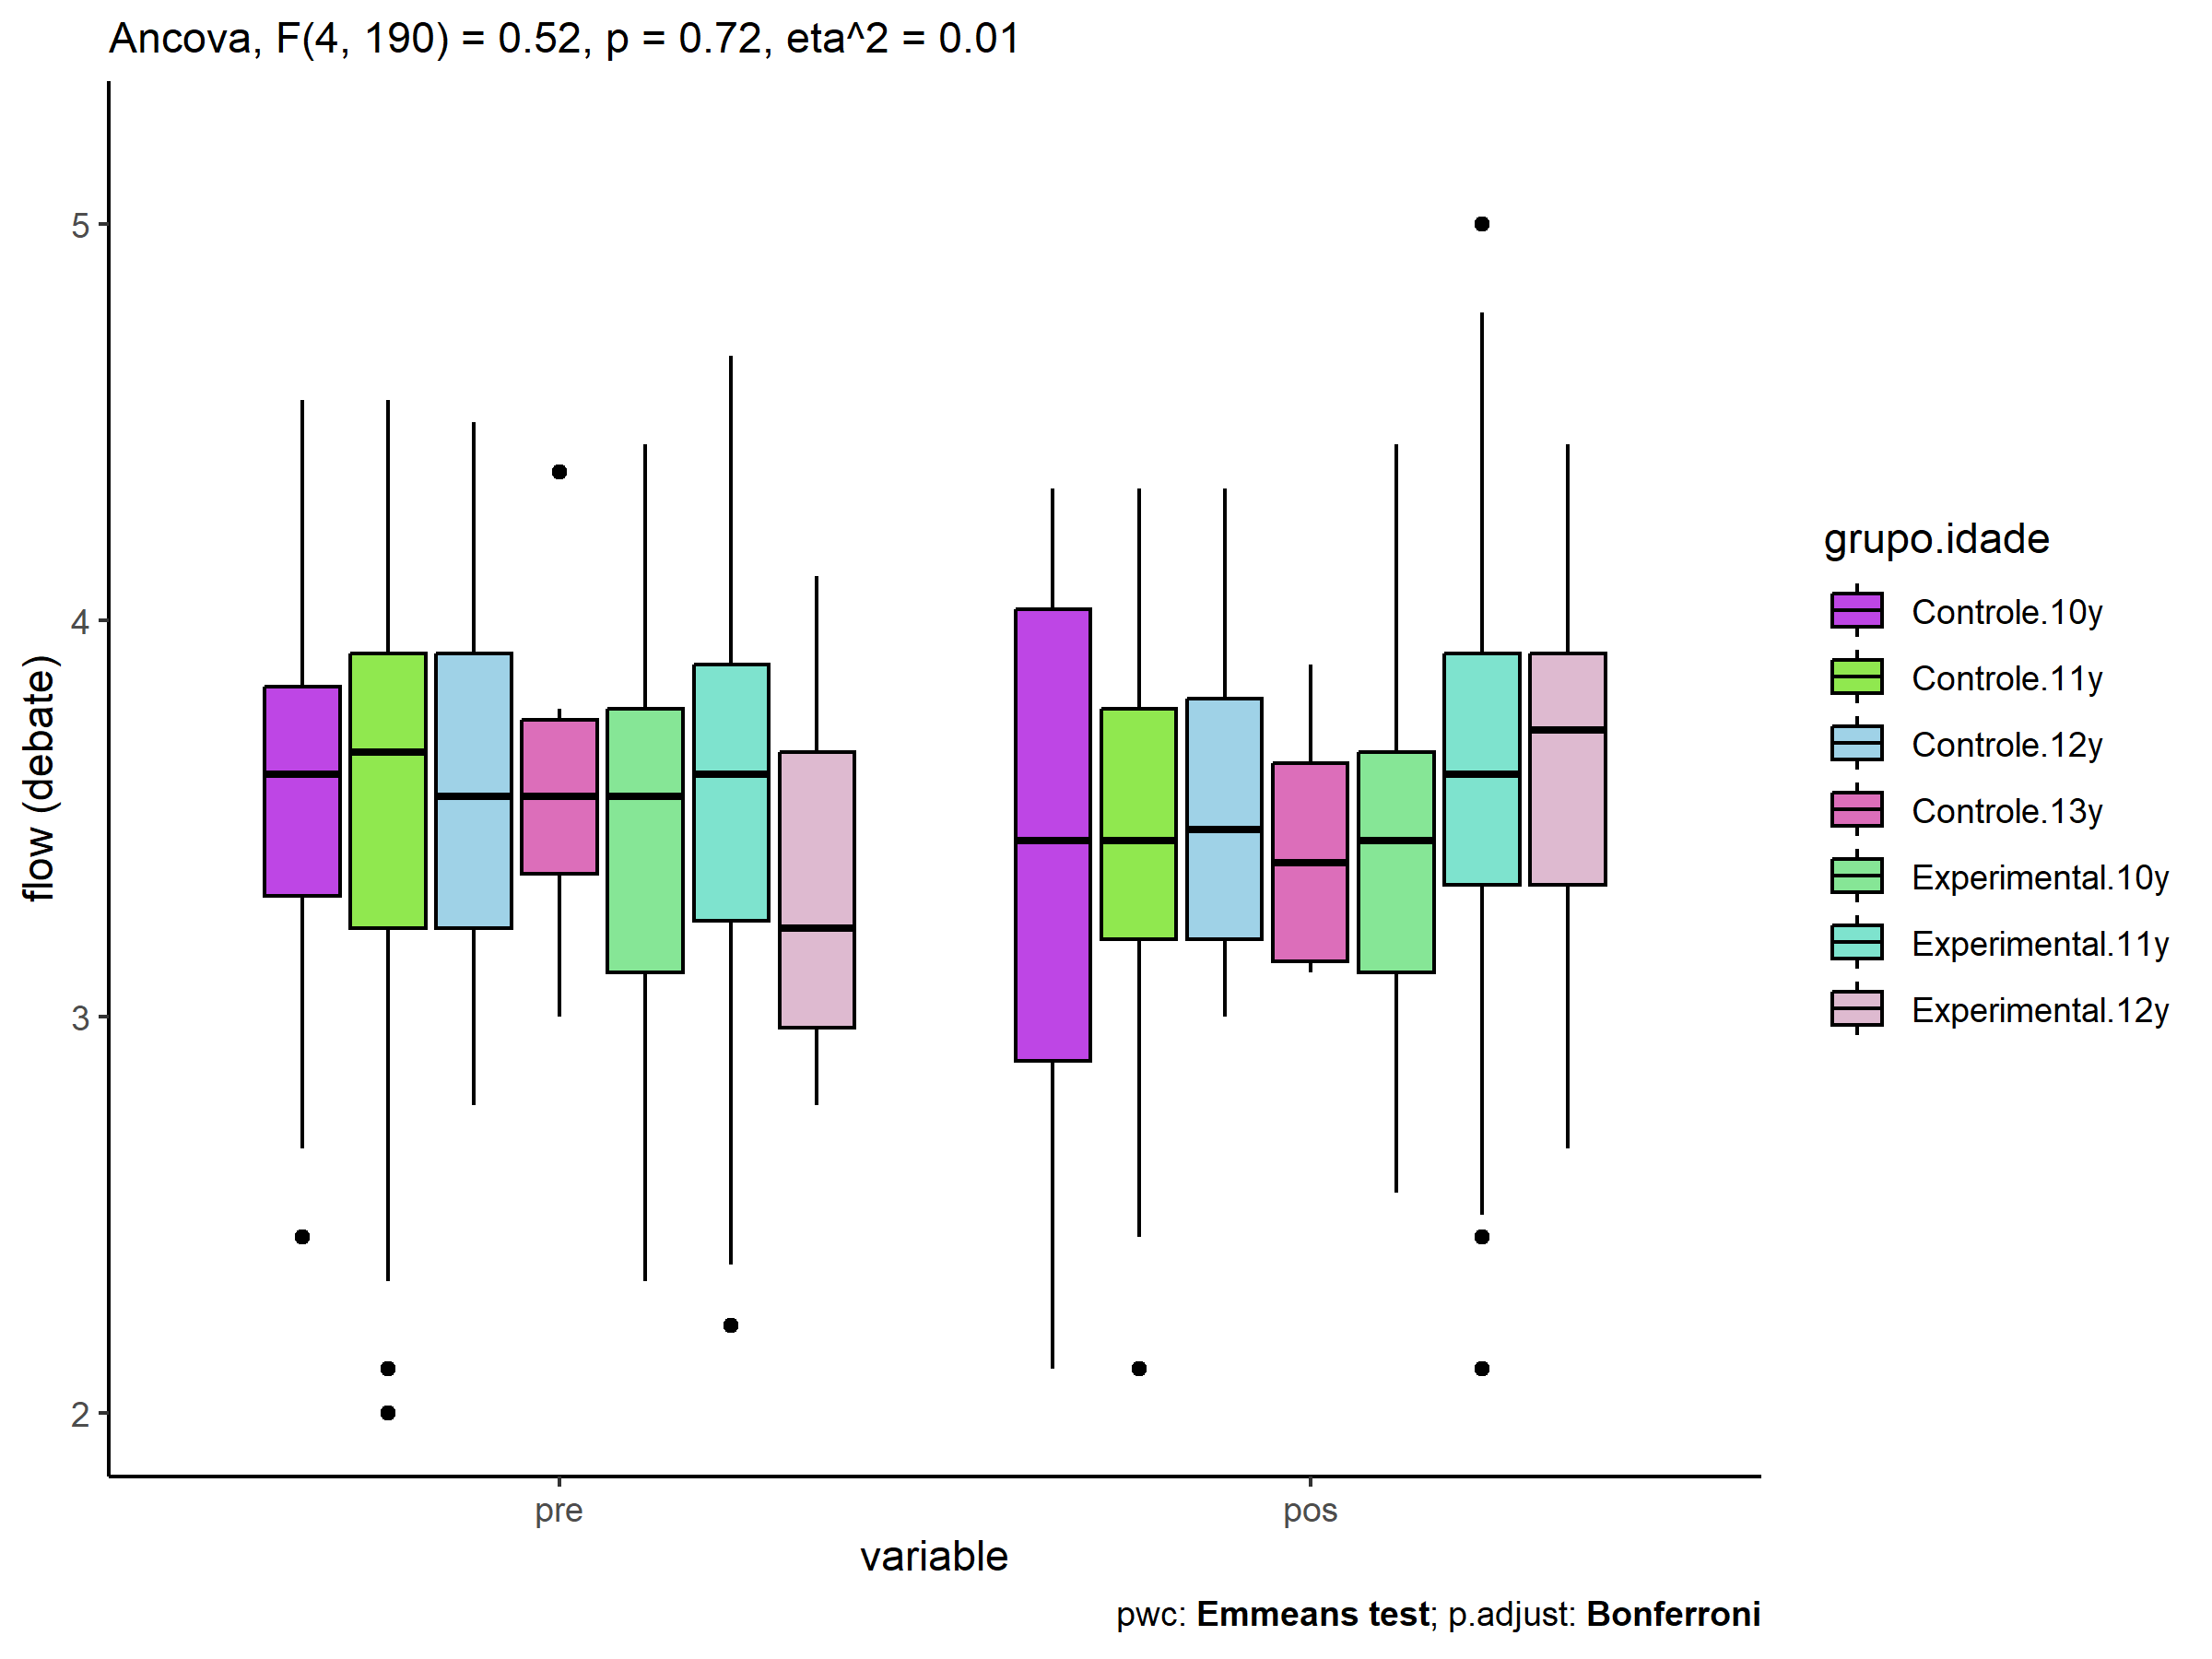 Ancova, F(4, 190) = 0.52, p = 0.72, eta^2 = 0.01
flow (debate)
5
4
3
2
pre
pos
variable
grupo.idade
Controle.10y
Controle.11y
Controle.12y
Controle.13y
Experimental.10y
Experimental.11y
Experimental.12y
pwc: Emmeans test; p.adjust: Bonferroni